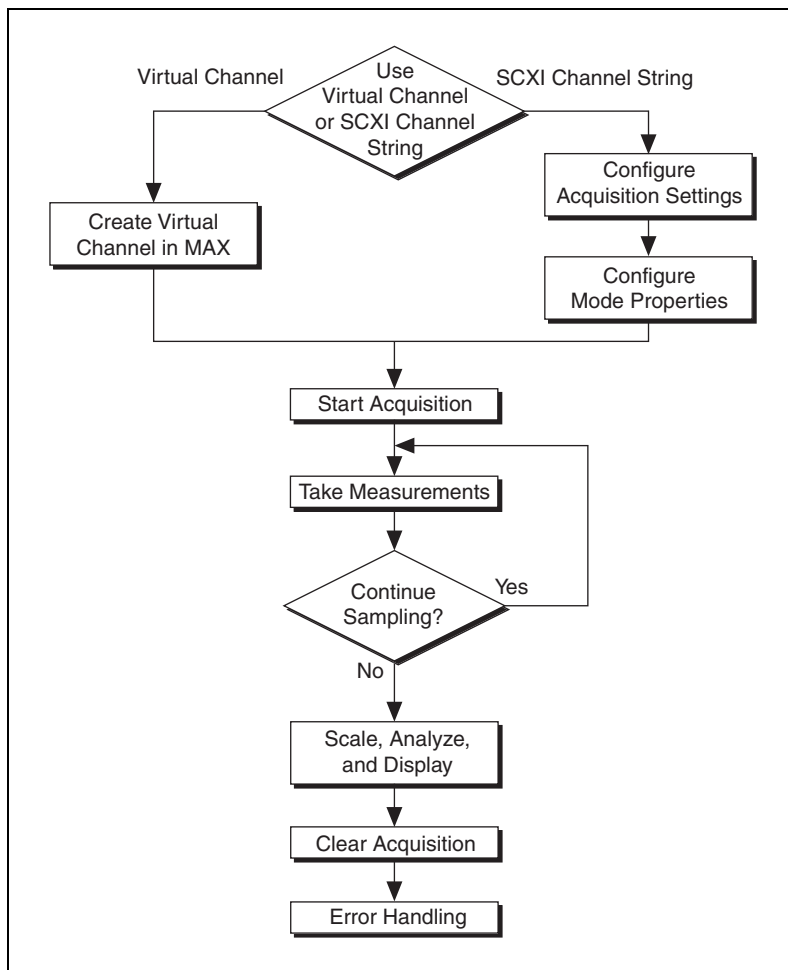 Virtual Channel
Use
Virtual Channel
or SCXI Channel
String
SCXI Channel String
Create Virtual
Channel in MAX
Configure
Acquisition Settings
Configure
Mode Properties
Start Acquisition
Take Measurements
Continue
Sampling?
Yes
No
Scale, Analyze,
and Display
Clear Acquisition
Error Handling